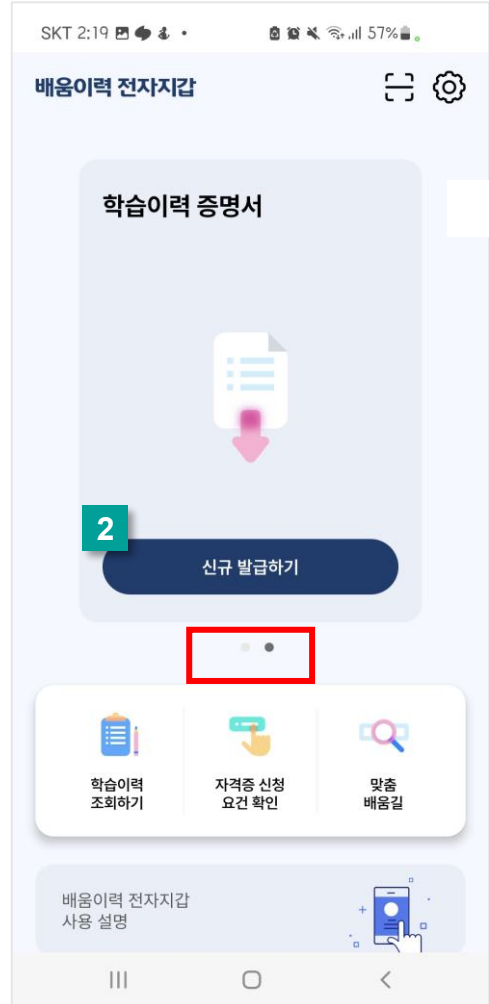 SKT 2:19
57%
배움이력 전자지갑
학습이력 증명서
2
신규 발급하기
학습이력
조회하기
자격증 신청
요건 확인
맞춤
배움길
배움이력 전자지갑
사용 설명